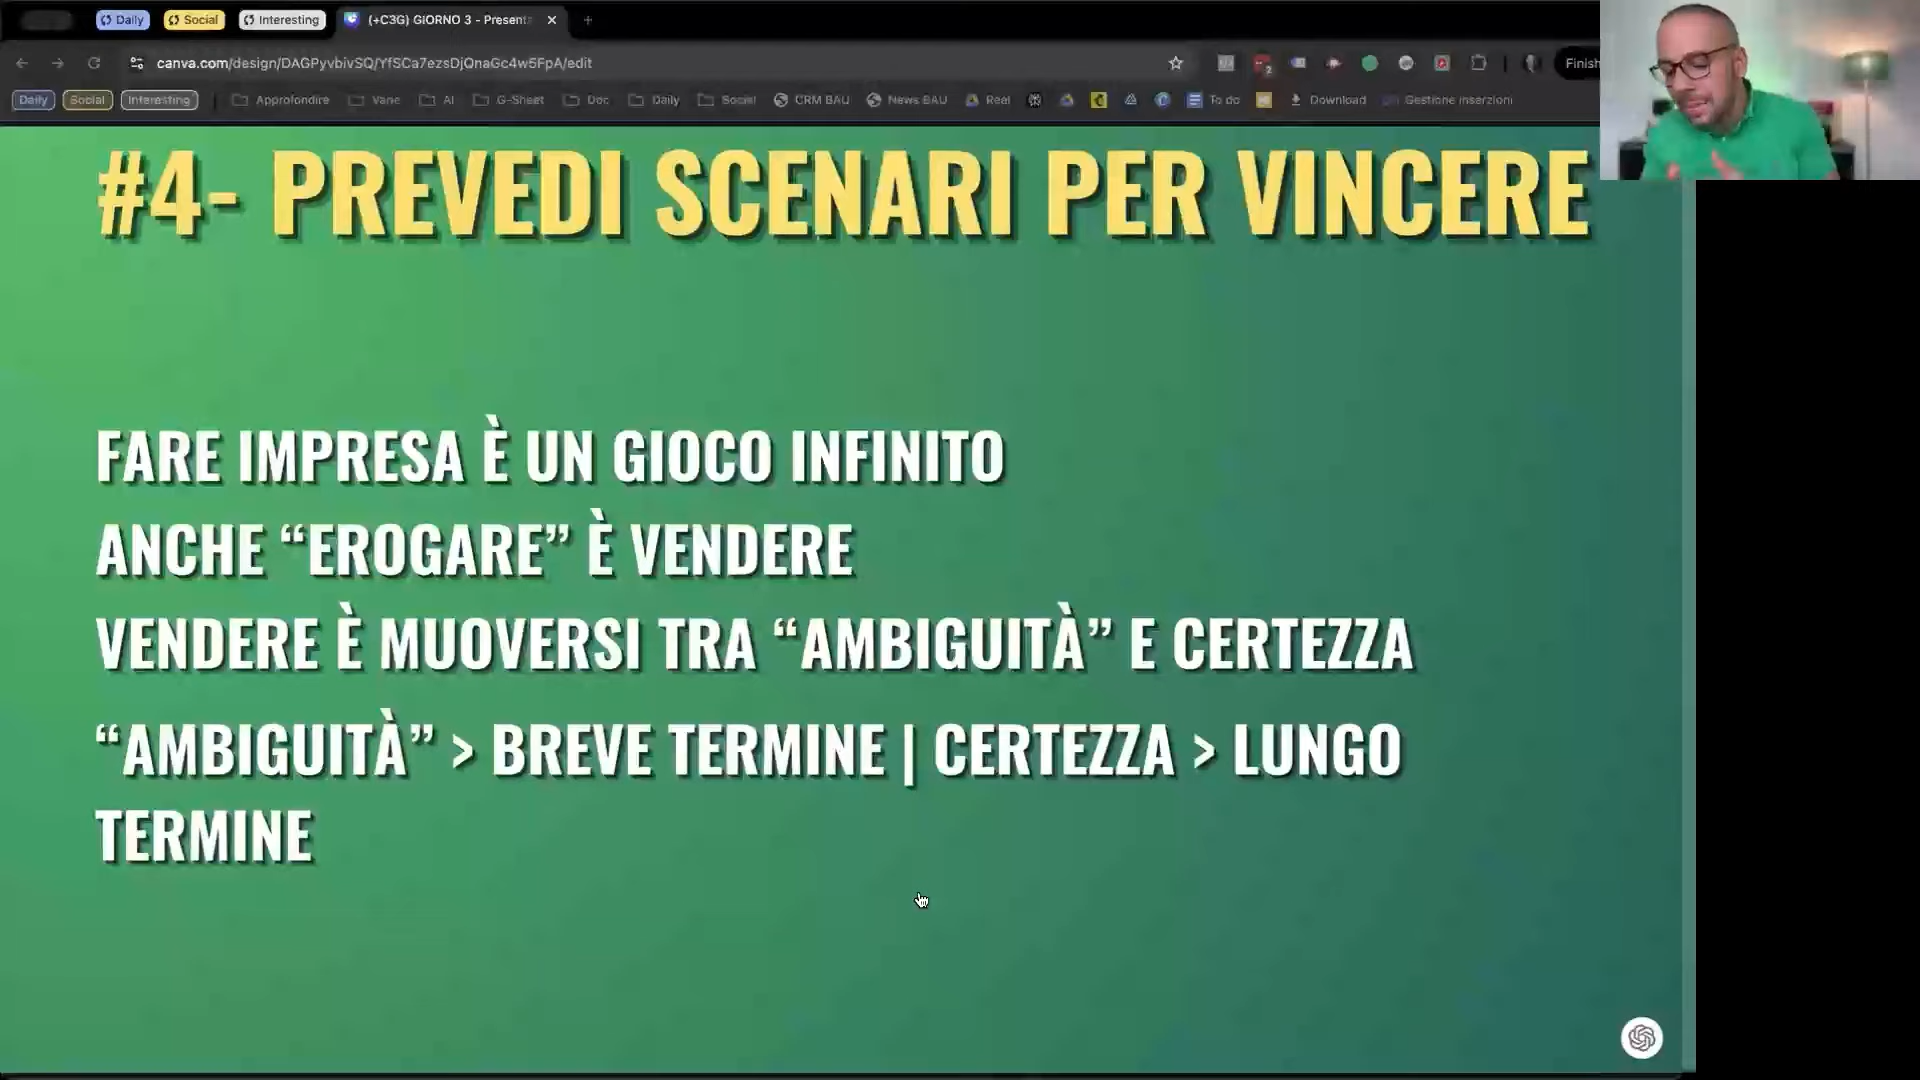 Daily
Social
Interesting
(+C3G) GIORNO 3 - Present
canva.com/design/DAGPyvbivSQ/YfSCa7ezsDjQnaGc4w5FpA/edit
2
Finish
Daily
Social
Interesting
Approfondire
Vane
AI
G-Sheet
Doc
Daily
Social
CRM BAU
News BAU
Real
To do
Download
Gestione inserzioni
#4- PREVEDI SCENARI PER VINCERE
FARE IMPRESA È UN GIOCO INFINITO
ANCHE “EROGARE” È VENDERE
VENDERE È MUOVERSI TRA “AMBIGUITÀ” E CERTEZZA
“AMBIGUITÀ” > BREVE TERMINE | CERTEZZA > LUNGO
TERMINE